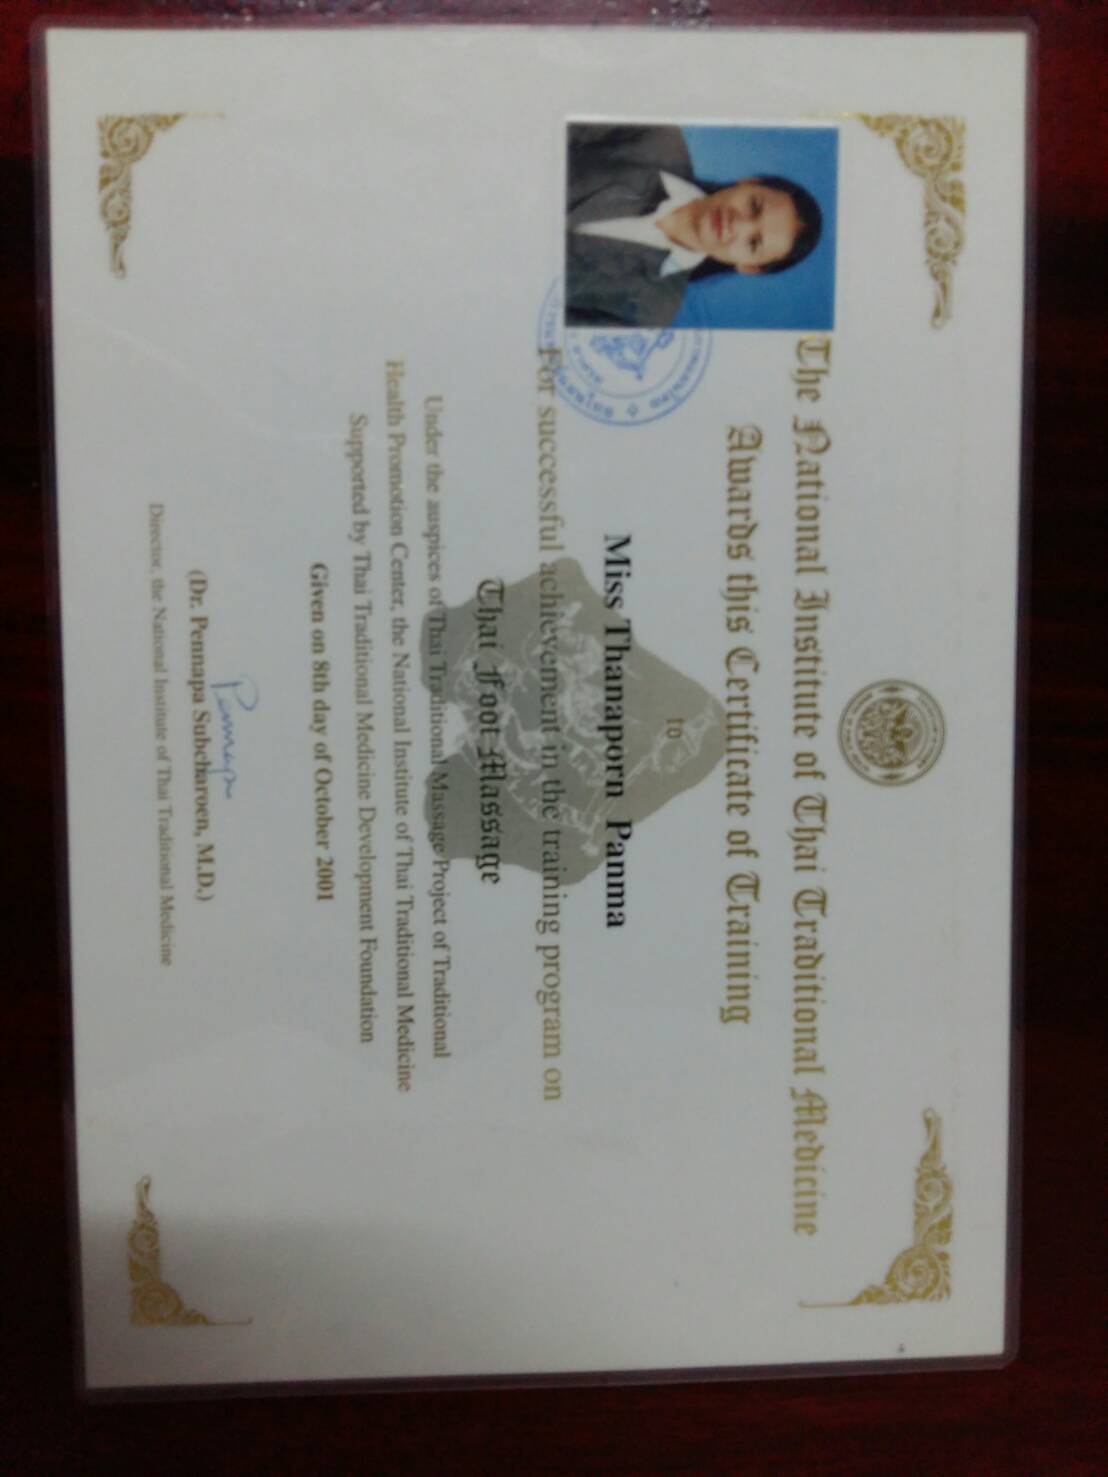 The National Institute of Thai Traditional Medicine
Awards this Certificate of Training
to
Miss Thanaporn Panma
For successful achievement in the training program on
Thai Foot Massage
Under the auspices of Thai Traditional Massage Project of Traditional
Health Promotion Center, the National Institute of Thai Traditional Medicine
Supported by Thai Traditional Medicine Development Foundation
Given on 8th day of October 2001
(Dr. Pennapa Subcharoen, M.D.)
Director, the National Institute of Thai Traditional Medicine